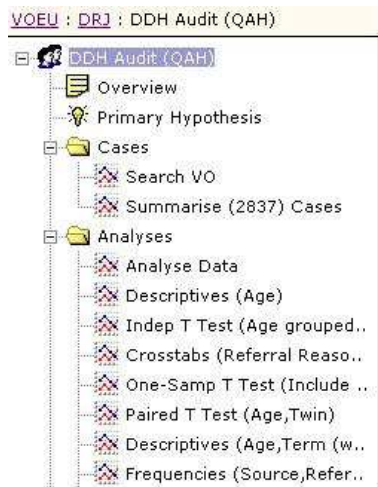 VOEU : DRJ : DDH Audit (QAH)
DDH Audit (QAH)
Overview
Primary Hypothesis
Cases
Search VO
Summarise (2837) Cases
Analyses
Analyse Data
Descriptives (Age)
Indep T Test (Age grouped..
Crosstabs (Referral Reaso..
One-Samp T Test (Include ..
Paired T Test (Age,Twin)
Descriptives (Age,Term (w..
Frequencies (Source,Refer..